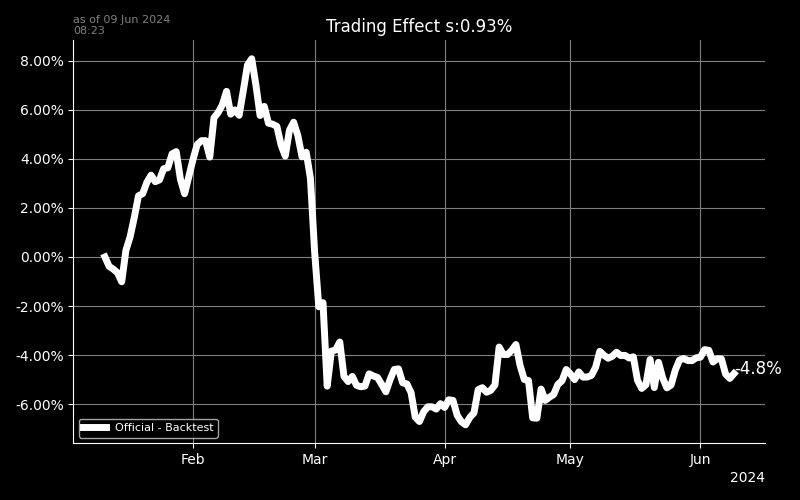 as of 09 Jun 2024
08:23
Trading Effect s:0.93%
8.00%
6.00%
4.00%
2.00%
0.00%
-2.00%
-4.00%
-6.00%
-4.8%
Official - Backtest
Feb Mar Apr May Jun
2024